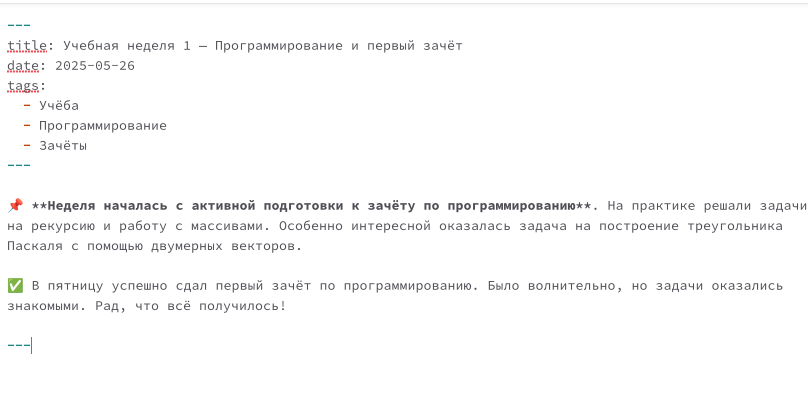 ---
title: Учебная неделя 1 — Программирование и первый зачёт
date: 2025-05-26
tags:
  - Учёба
  - Программирование
  - Зачёты
---

📌 **Неделя началась с активной подготовки к зачёту по программированию**. На практике решали задачи
на рекурсию и работу с массивами. Особенно интересной оказалась задача на построение треугольника
Паскаля с помощью двумерных векторов.

✅ В пятницу успешно сдал первый зачёт по программированию. Было волнительно, но задачи оказались
знакомыми. Рад, что всё получилось!

---